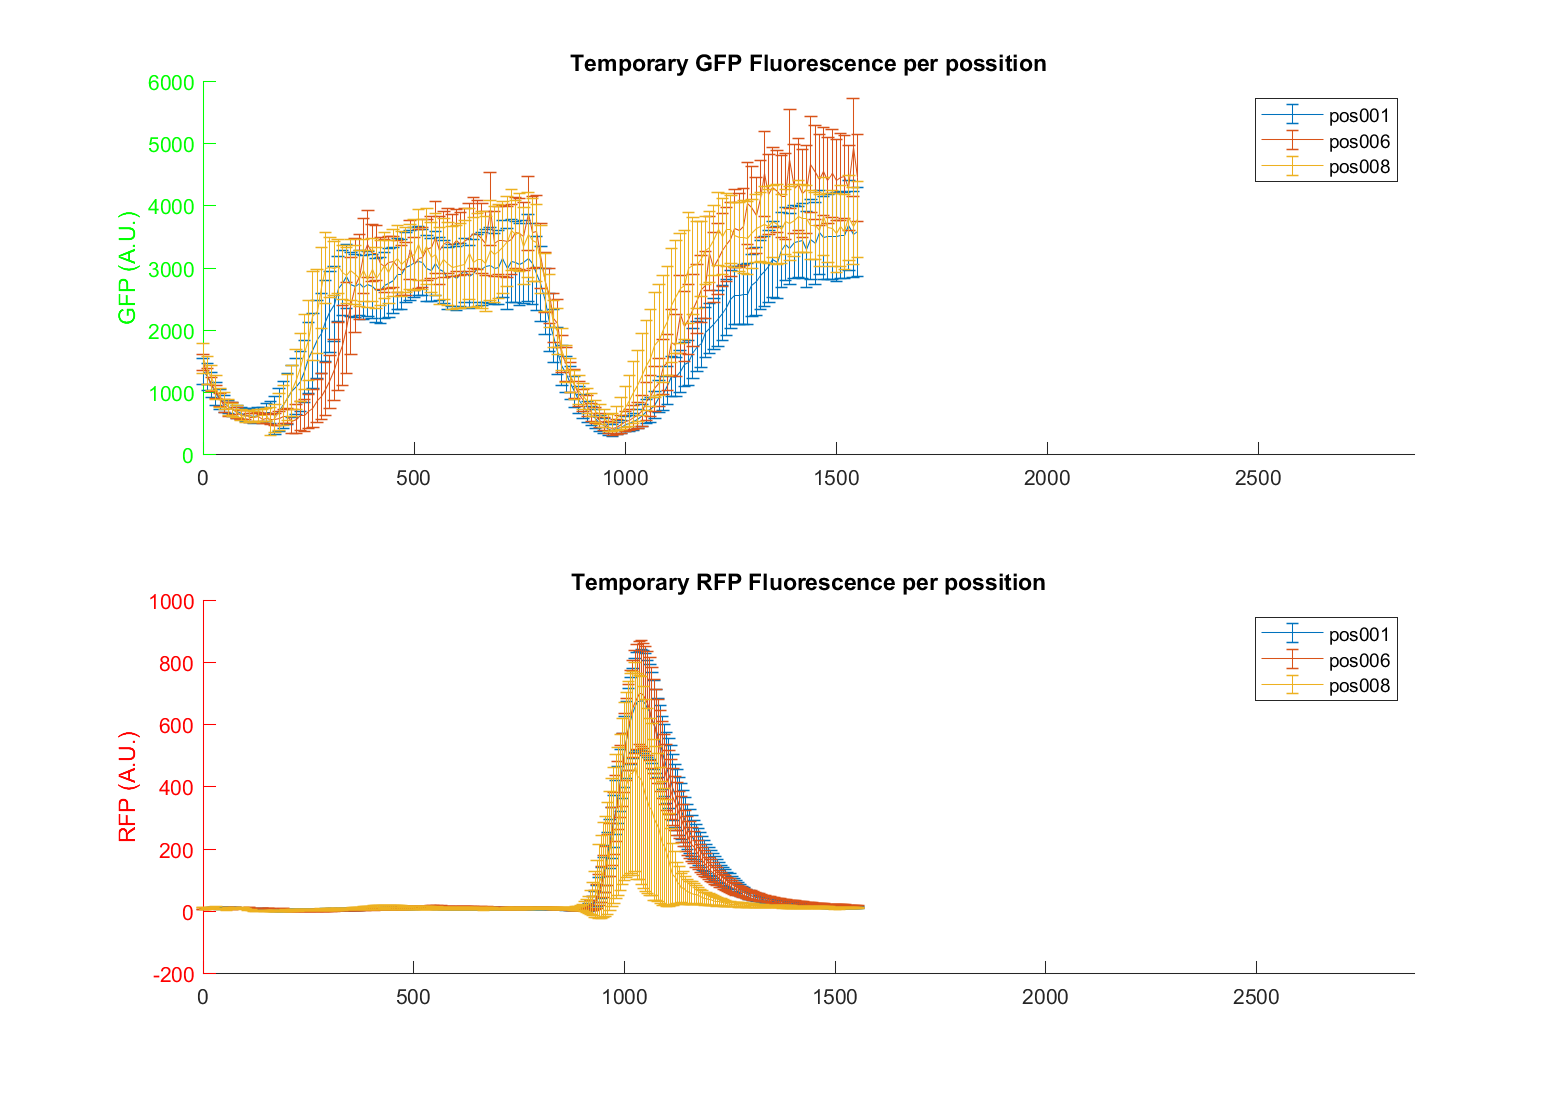 Temporary GFP Fluorescence per possition
6000
5000
4000
3000
2000
1000
0
GFP (A.U.)
0 500 1000 1500 2000 2500
pos001
pos006
pos008
Temporary RFP Fluorescence per possition
1000
800
600
400
200
0
-200
RFP (A.U.)
0 500 1000 1500 2000 2500
pos001
pos006
pos008